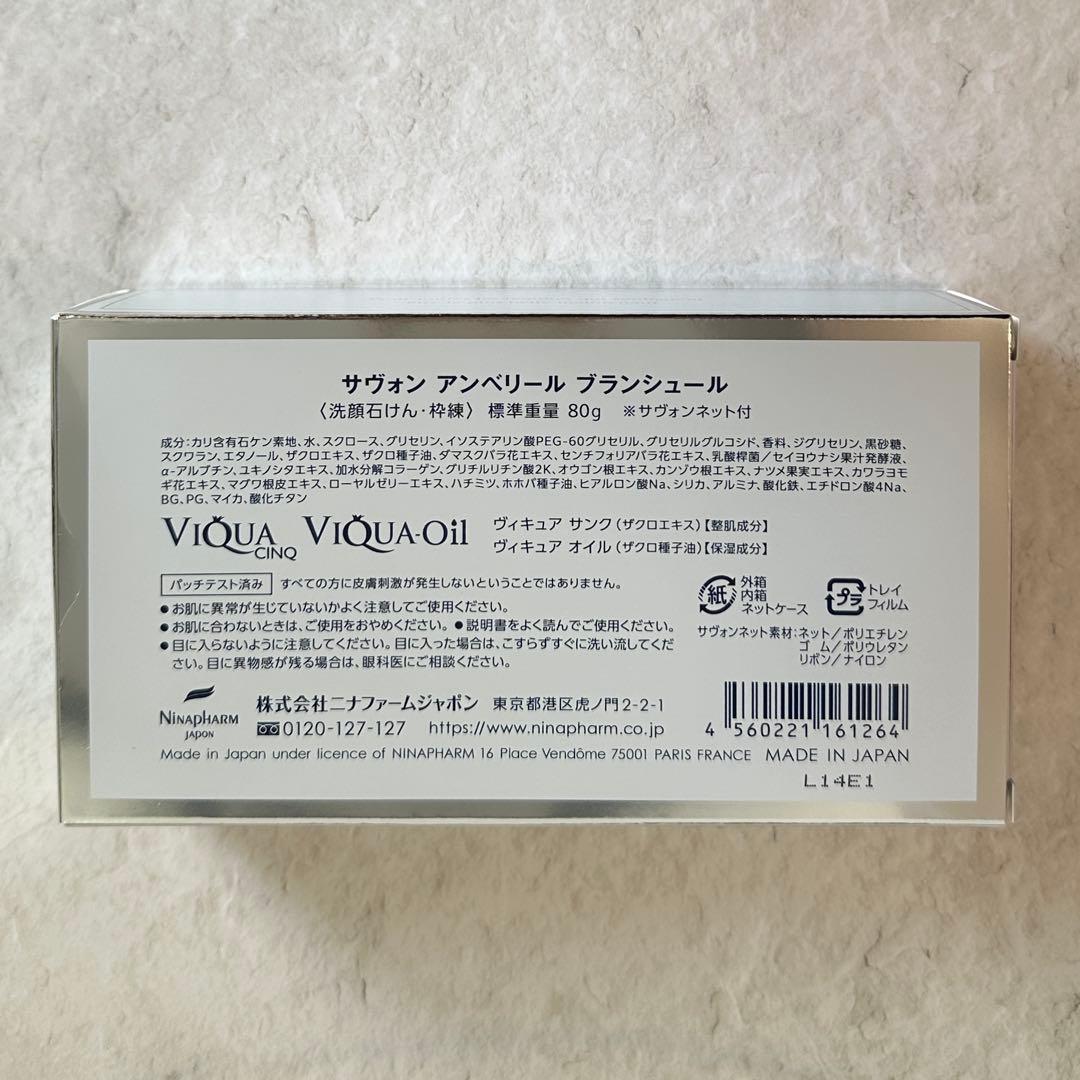 サヴォン アンベリール ブランシュール
〈洗顔石けん・枠練〉 標準重量 80g ※サヴォンネット付
成分：カリ含有石ケン素地、水、スクロース、グリセリン、イソステアリン酸PEG-60グリセリル、グリセリルグルコシド、香料、ジグリセリン、黒砂糖、
スクワラン、エタノール、ザクロエキス、ザクロ種子油、ダマスクバラ花エキス、センチフォリアバラ花エキス、乳酸桿菌／セイヨウナシ果汁発酵液、
α-アルブチン、ユキノシタエキス、加水分解コラーゲン、グリチルリチン酸2K、オウゴン根エキス、カンゾウ根エキス、ナツメ果実エキス、カワラヨモ
ギ花エキス、マグワ根皮エキス、ローヤルゼリーエキス、ハチミツ、ホホバ種子油、ヒアルロン酸Na、シリカ、アルミナ、酸化鉄、エチドロン酸4Na、
BG、PG、マイカ、酸化チタン
VIQUA CINQ VIQUA-Oil
ヴィキュア サンク（ザクロエキス）【整肌成分】
ヴィキュア オイル（ザクロ種子油）【保湿成分】
パッチテスト済み すべての方に皮膚刺激が発生しないということではありません。
●お肌に異常が生じていないかよく注意してご使用ください。
●お肌に合わないときは、ご使用をおやめください。●説明書をよく読んでご使用ください。
●目に入らないように注意してください。目に入った場合は、こすらずすぐに洗い流してくだ
さい。目に異物感が残る場合は、眼科医にご相談ください。
紙 外箱
内箱
ネットケース
プラ トレイ
フィルム
サヴォンネット素材：ネット／ポリエチレン
ゴム／ポリウレタン
リボン／ナイロン
NINAPHARM
JAPON
株式会社ニナファームジャポン 東京都港区虎ノ門2-2-1
0120-127-127 https://www.ninapharm.co.jp
4 560221 161264
Made in Japan under licence of NINAPHARM 16 Place Vendôme 75001 PARIS FRANCE MADE IN JAPAN
L14E1